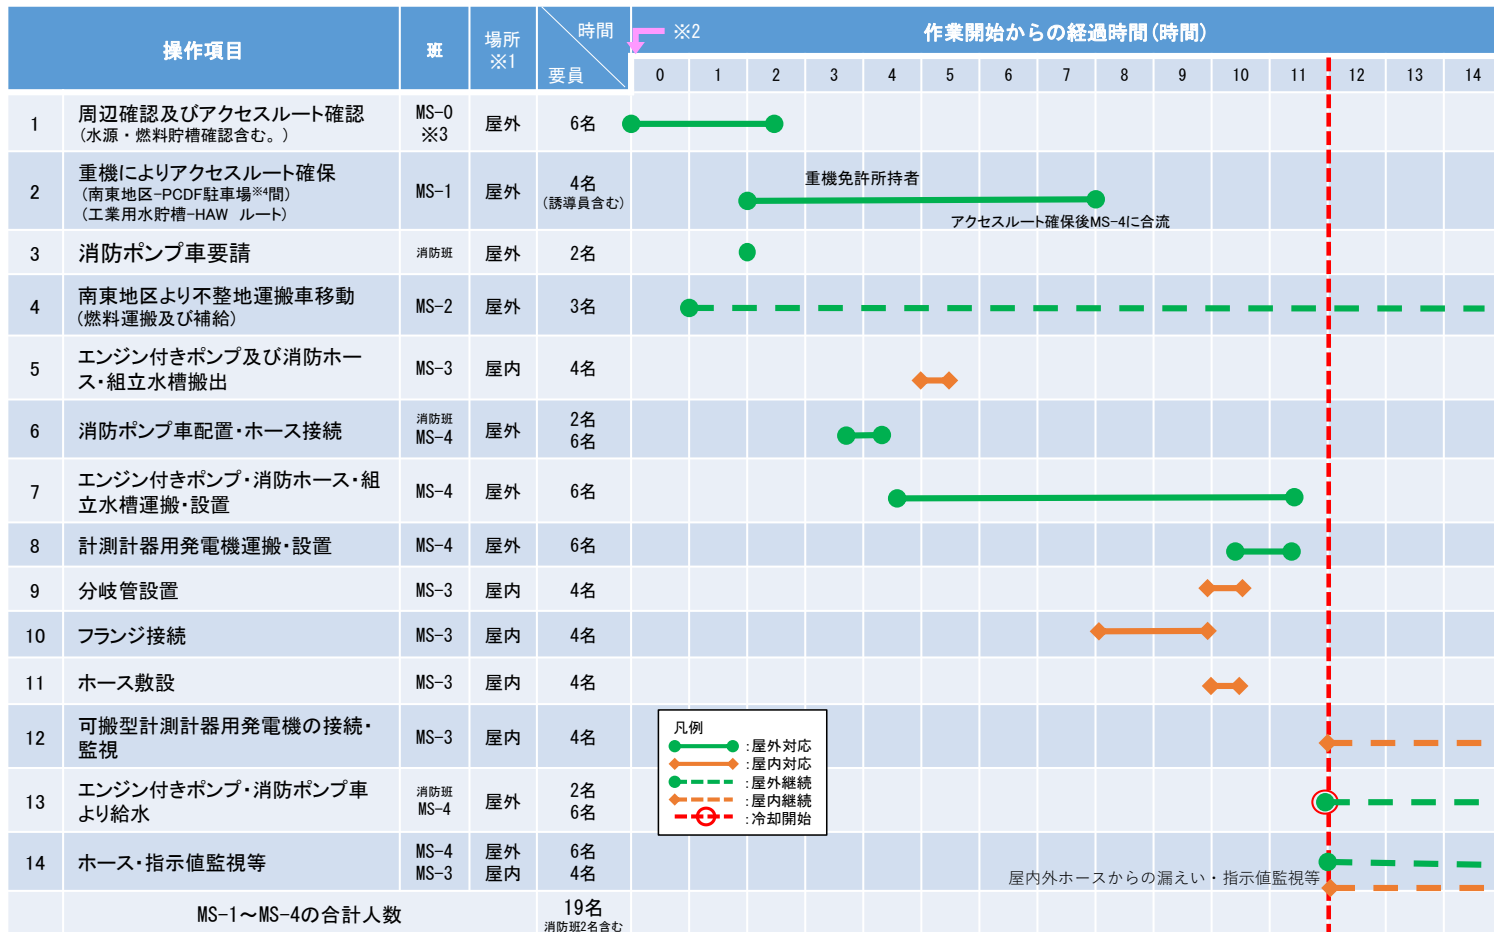 操作項目
班
場所
※1
時間
要員
※2
作業開始からの経過時間(時間)
0 1 2 3 4 5 6 7 8 9 10 11 12 13 14
1
周辺確認及びアクセスルート確認
(水源・燃料貯槽確認含む。)
MS-0
※3
屋外
6名
2
重機によりアクセスルート確保
(南東地区-PCDF駐車場※4間)
(工業用水貯槽-HAW ルート)
MS-1
屋外
4名
(誘導員含む)
重機免許所持者
アクセスルート確保後MS-4に合流
3
消防ポンプ車要請
消防班
屋外
2名
4
南東地区より不整地運搬車移動
(燃料運搬及び補給)
MS-2
屋外
3名
5
エンジン付きポンプ及び消防ホー
ス・組立水槽搬出
MS-3
屋内
4名
6
消防ポンプ車配置・ホース接続
消防班
MS-4
屋外
2名
6名
7
エンジン付きポンプ・消防ホース・組
立水槽運搬・設置
MS-4
屋外
6名
8
計測計器用発電機運搬・設置
MS-4
屋外
6名
9
分岐管設置
MS-3
屋内
4名
10
フランジ接続
MS-3
屋内
4名
11
ホース敷設
MS-3
屋内
4名
12
可搬型計測計器用発電機の接続・
監視
MS-3
屋内
4名
13
エンジン付きポンプ・消防ポンプ車
より給水
消防班
MS-4
屋外
2名
6名
14
ホース・指示値監視等
MS-4
MS-3
屋外
屋内
6名
4名
屋内外ホースからの漏えい・指示値監視等
凡例
:屋外対応
:屋内対応
:屋外継続
:屋内継続
:冷却開始
MS-1～MS-4の合計人数
19名
消防班2名含む